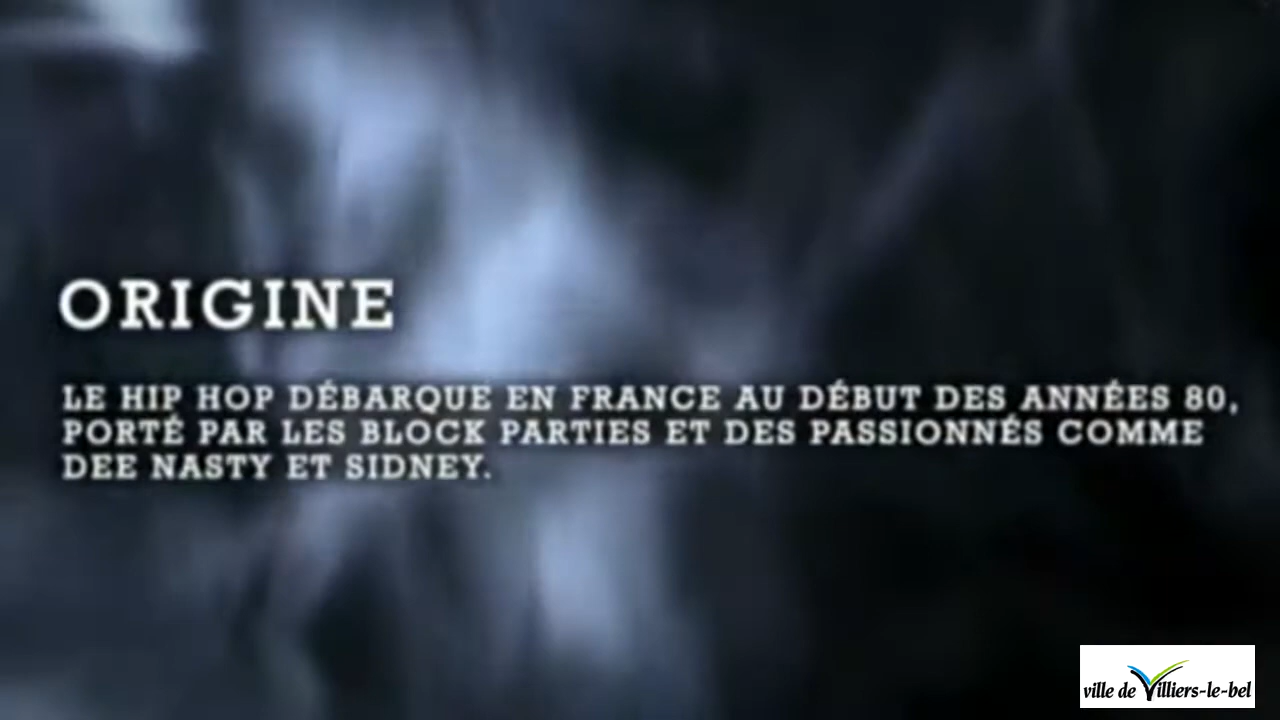 ORIGINE
LE HIP HOP DÉBARQUE EN FRANCE AU DÉBUT DES ANNÉES 80,
PORTÉ PAR LES BLOCK PARTIES ET DES PASSIONNÉS COMME
DEE NASTY ET SIDNEY.
ville de Villiers-le-bel